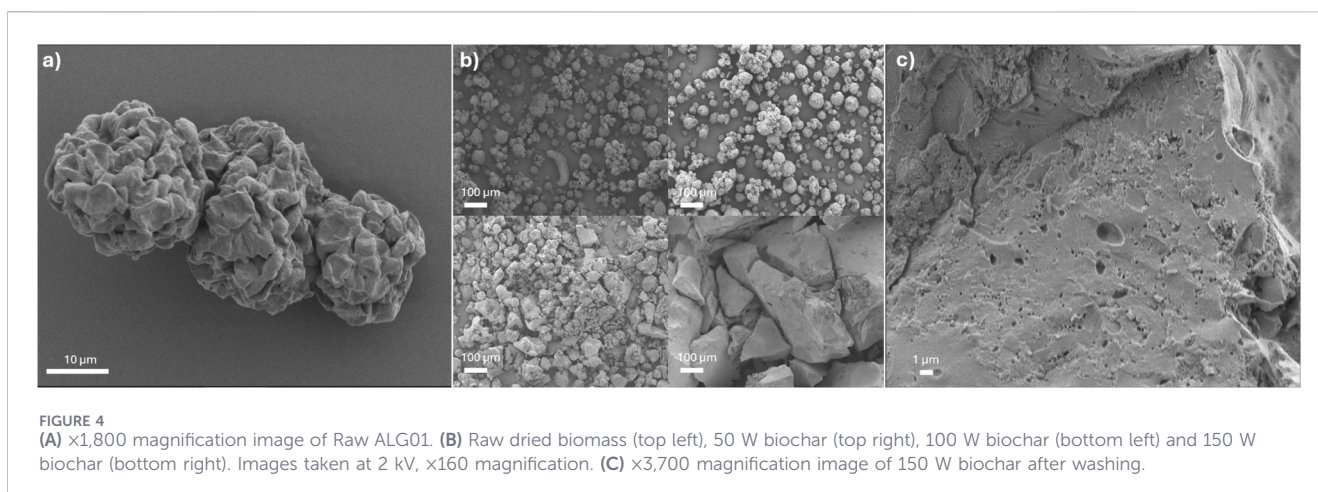 a)
b)
c)
10 µm
100 µm
100 µm
100 µm
100 µm
1 µm
FIGURE 4
(A) ×1,800 magnification image of Raw ALG01. (B) Raw dried biomass (top left), 50 W biochar (top right), 100 W biochar (bottom left) and 150 W
biochar (bottom right). Images taken at 2 kV, ×160 magnification. (C) ×3,700 magnification image of 150 W biochar after washing.